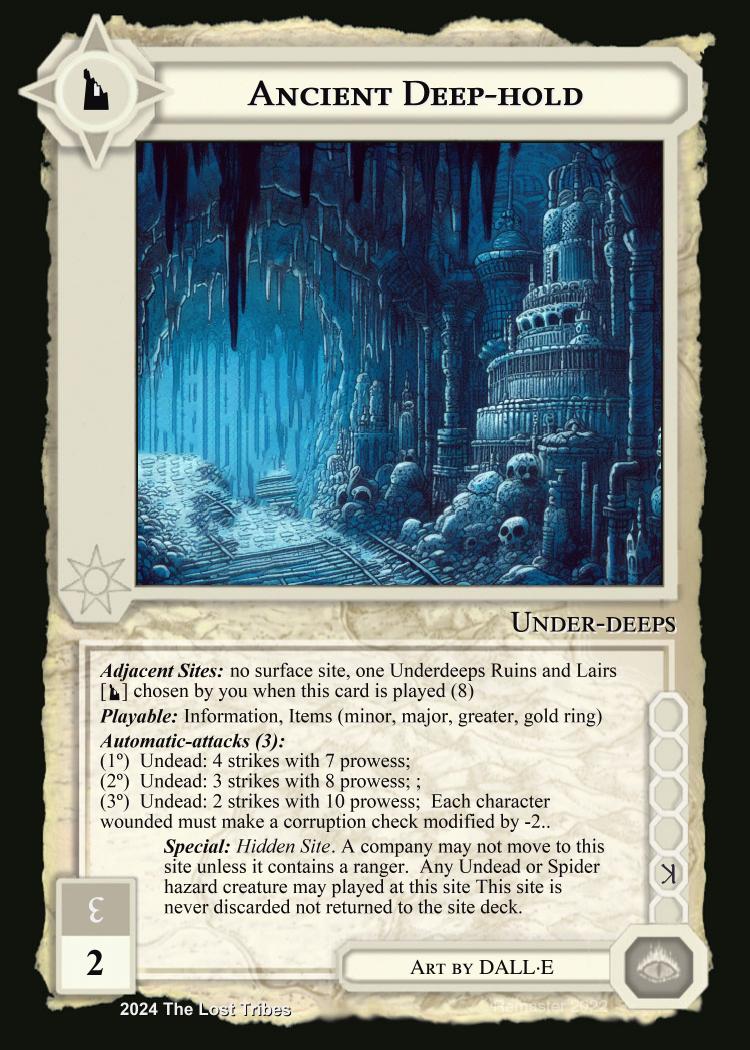 Ancient Deep-hold
Under-deeps
Adjacent Sites: no surface site, one Underdeeps Ruins and Lairs
[] chosen by you when this card is played (8)
Playable: Information, Items (minor, major, greater, gold ring)
Automatic-attacks (3):
(1º) Undead: 4 strikes with 7 prowess;
(2º) Undead: 3 strikes with 8 prowess; ;
(3º) Undead: 2 strikes with 10 prowess; Each character
wounded must make a corruption check modified by -2..
Special: Hidden Site. A company may not move to this
site unless it contains a ranger. Any Undead or Spider
hazard creature may played at this site This site is
never discarded not returned to the site deck.
2
Art by DALL·E
2024 The Lost Tribes
Remaster 2022